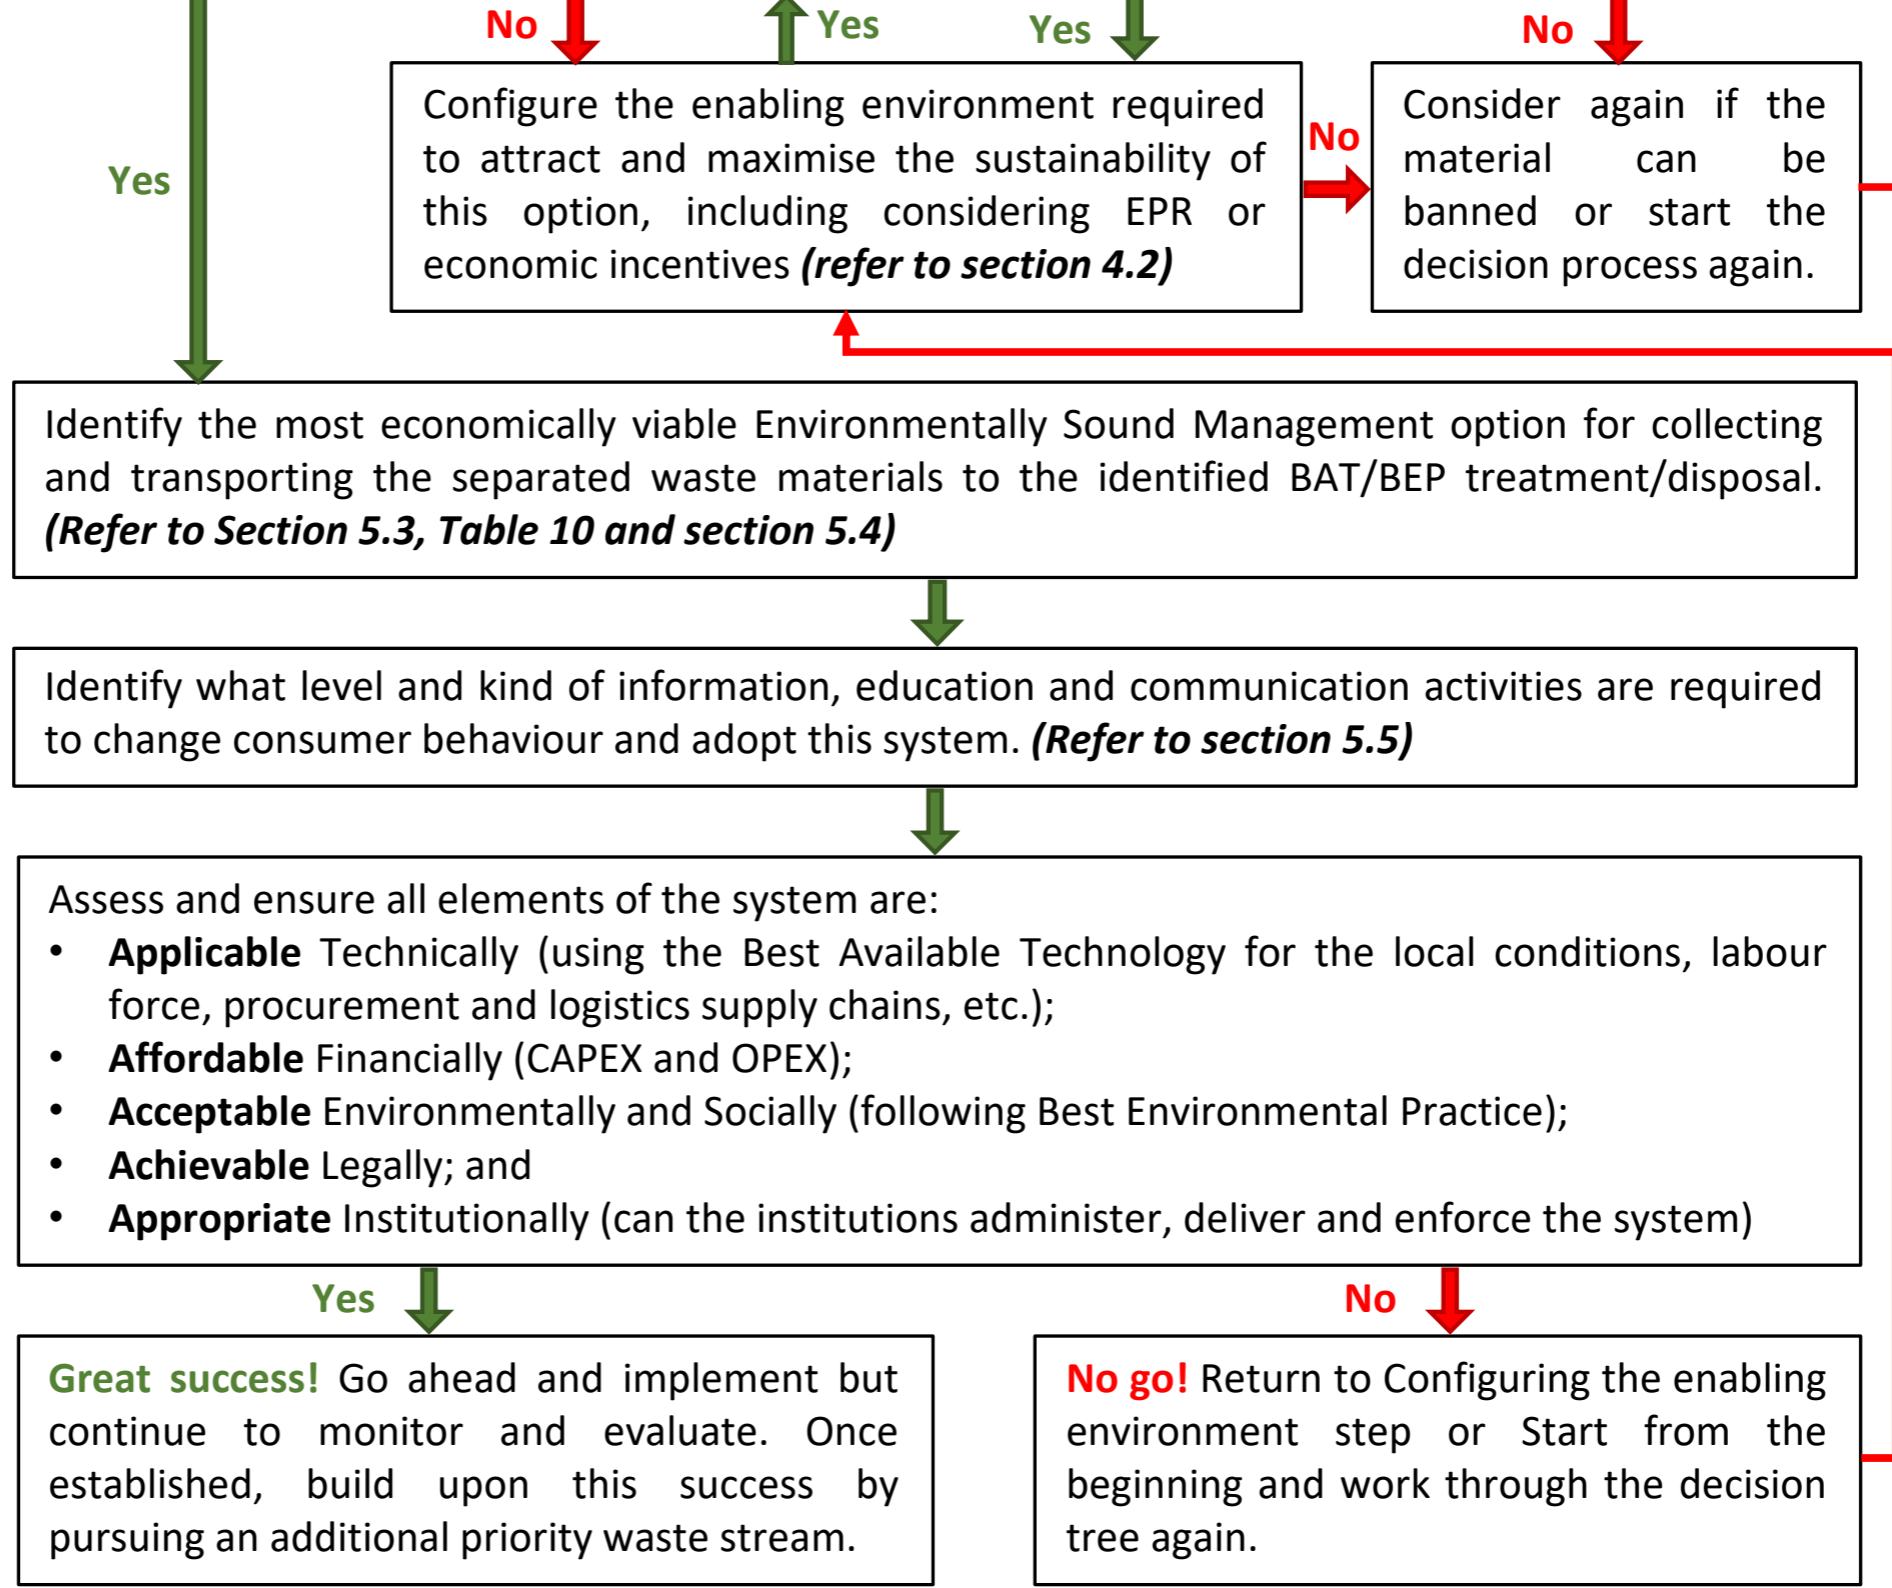 No
Yes
Yes
No
Configure the enabling environment required
to attract and maximise the sustainability of
this option, including considering EPR or
economic incentives (refer to section 4.2)
No
Consider again if the
material can be
banned or start the
decision process again.
Yes
Identify the most economically viable Environmentally Sound Management option for collecting
and transporting the separated waste materials to the identified BAT/BEP treatment/disposal.
(Refer to Section 5.3, Table 10 and section 5.4)
Identify what level and kind of information, education and communication activities are required
to change consumer behaviour and adopt this system. (Refer to section 5.5)
Assess and ensure all elements of the system are:
• Applicable Technically (using the Best Available Technology for the local conditions, labour
force, procurement and logistics supply chains, etc.);
• Affordable Financially (CAPEX and OPEX);
• Acceptable Environmentally and Socially (following Best Environmental Practice);
• Achievable Legally; and
• Appropriate Institutionally (can the institutions administer, deliver and enforce the system)
Yes
No
Great success! Go ahead and implement but
continue to monitor and evaluate. Once
established, build upon this success by
pursuing an additional priority waste stream.
No go! Return to Configuring the enabling
environment step or Start from the
beginning and work through the decision
tree again.